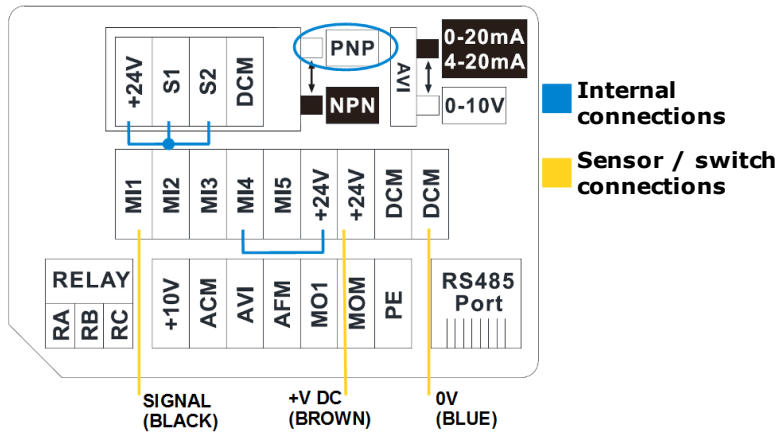 +24V S1 S2 DCM
PNP
NPN
AVI
0-20mA
4-20mA
0-10V
Internal
connections
Sensor / switch
connections
MI1 MI2 MI3 MI4 MI5 +24V +24V DCM DCM
RELAY
RA RB RC
+10V ACM AVI AFM MO1 MOM PE
RS485
Port
SIGNAL
(BLACK)
+V DC
(BROWN)
0V
(BLUE)